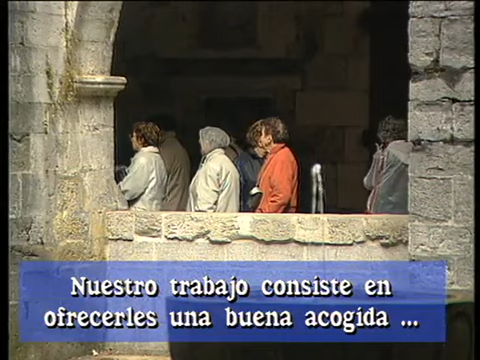 Nuestro trabajo consiste en
ofrecerles una buena acogida ...